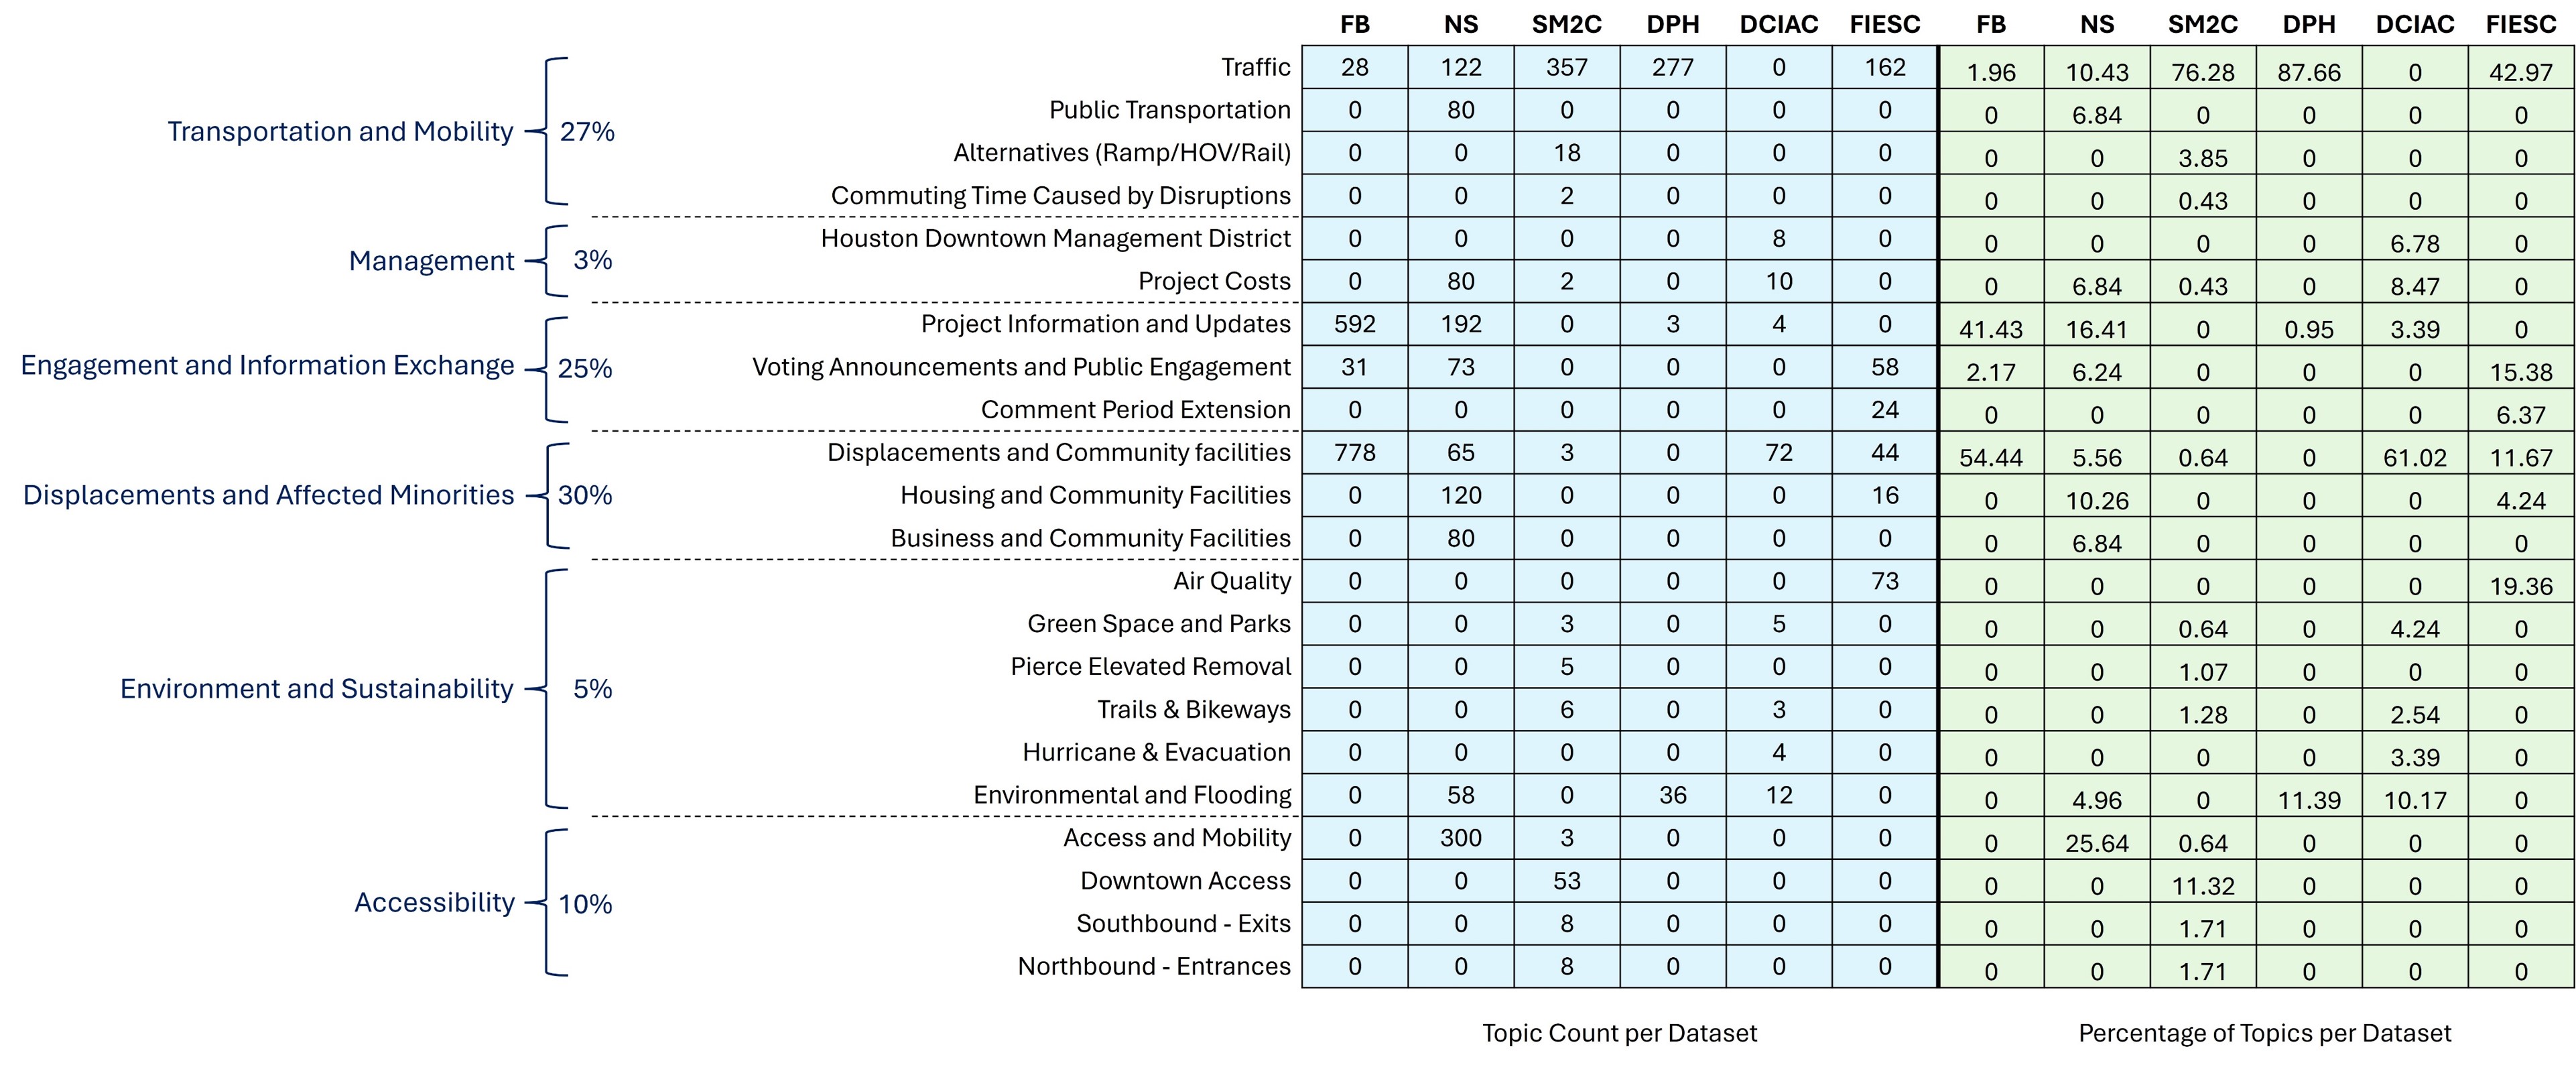 FB NS SM2C DPH DCIAC FIESC FB NS SM2C DPH DCIAC FIESC
Traffic 28 122 357 277 0 162 1.96 10.43 76.28 87.66 0 42.97
Public Transportation 0 80 0 0 0 0 0 6.84 0 0 0 0
Transportation and Mobility 27%
Alternatives (Ramp/HOV/Rail) 0 0 18 0 0 0 0 0 3.85 0 0 0
Commuting Time Caused by Disruptions 0 0 2 0 0 0 0 0 0.43 0 0 0
Houston Downtown Management District 0 0 0 0 8 0 0 0 0 0 6.78 0
Management 3%
Project Costs 0 80 2 0 10 0 0 6.84 0.43 0 8.47 0
Project Information and Updates 592 192 0 3 4 0 41.43 16.41 0 0.95 3.39 0
Engagement and Information Exchange 25%
Voting Announcements and Public Engagement 31 73 0 0 0 58 2.17 6.24 0 0 0 15.38
Comment Period Extension 0 0 0 0 0 24 0 0 0 0 0 6.37
Displacements and Community facilities 778 65 3 0 72 44 54.44 5.56 0.64 0 61.02 11.67
Displacements and Affected Minorities 30%
Housing and Community Facilities 0 120 0 0 0 16 0 10.26 0 0 0 4.24
Business and Community Facilities 0 80 0 0 0 0 0 6.84 0 0 0 0
Air Quality 0 0 0 0 0 73 0 0 0 0 0 19.36
Green Space and Parks 0 0 3 0 5 0 0 0 0.64 0 4.24 0
Pierce Elevated Removal 0 0 5 0 0 0 0 0 1.07 0 0 0
Environment and Sustainability 5%
Trails & Bikeways 0 0 6 0 3 0 0 0 1.28 0 2.54 0
Hurricane & Evacuation 0 0 0 0 4 0 0 0 0 0 3.39 0
Environmental and Flooding 0 58 0 36 12 0 0 4.96 0 11.39 10.17 0
Access and Mobility 0 300 3 0 0 0 0 25.64 0.64 0 0 0
Downtown Access 0 0 53 0 0 0 0 0 11.32 0 0 0
Accessibility 10%
Southbound - Exits 0 0 8 0 0 0 0 0 1.71 0 0 0
Northbound - Entrances 0 0 8 0 0 0 0 0 1.71 0 0 0
Topic Count per Dataset Percentage of Topics per Dataset